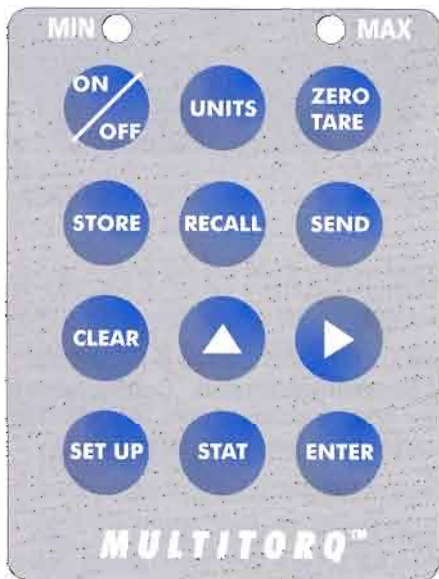 MIN MAX
ON/OFF UNITS ZERO TARE
STORE RECALL SEND
CLEAR
SET UP STAT ENTER
MULTITORQ™